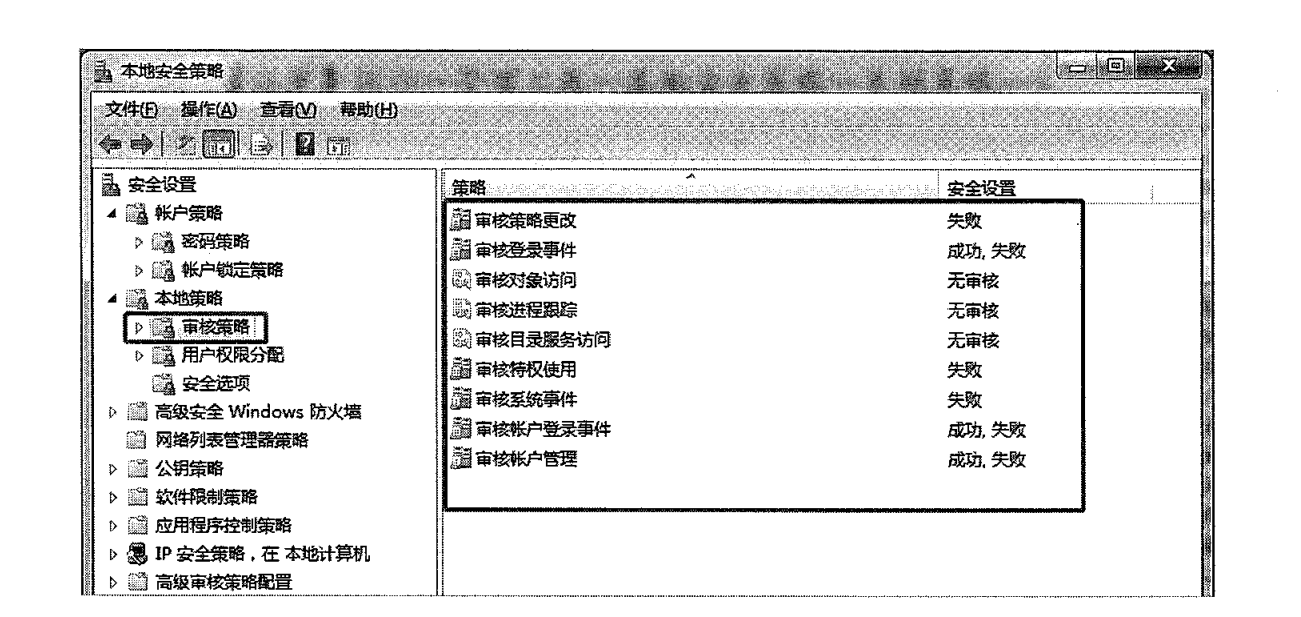 本地安全策略
文件(F) 操作(A) 查看(V) 帮助(H)
安全设置
帐户策略
密码策略
帐户锁定策略
本地策略
审核策略
用户权限分配
安全选项
高级安全 Windows 防火墙
网络列表管理器策略
公钥策略
软件限制策略
应用程序控制策略
IP 安全策略，在 本地计算机
高级审核策略配置
策略 安全设置
审核策略更改 失败
审核登录事件 成功, 失败
审核对象访问 无审核
审核进程跟踪 无审核
审核目录服务访问 无审核
审核特权使用 失败
审核系统事件 失败
审核帐户登录事件 成功, 失败
审核帐户管理 成功, 失败